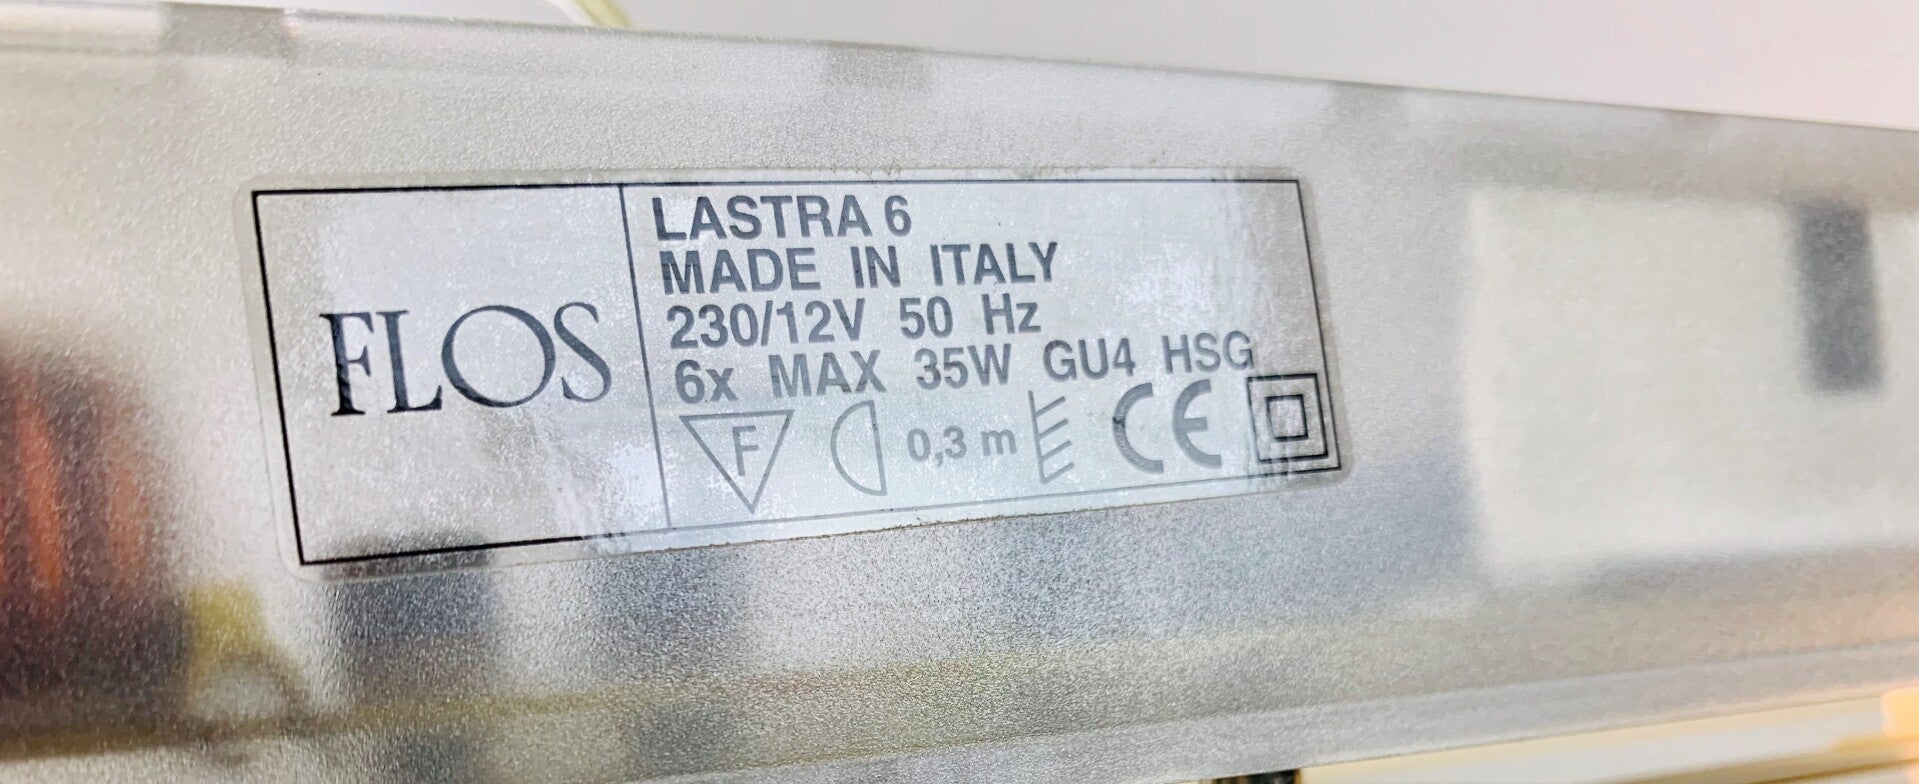 FLOS
LASTRA 6
MADE IN ITALY
230/12V 50 Hz
6x MAX 35W GU4 HSG
F 0,3 m CE